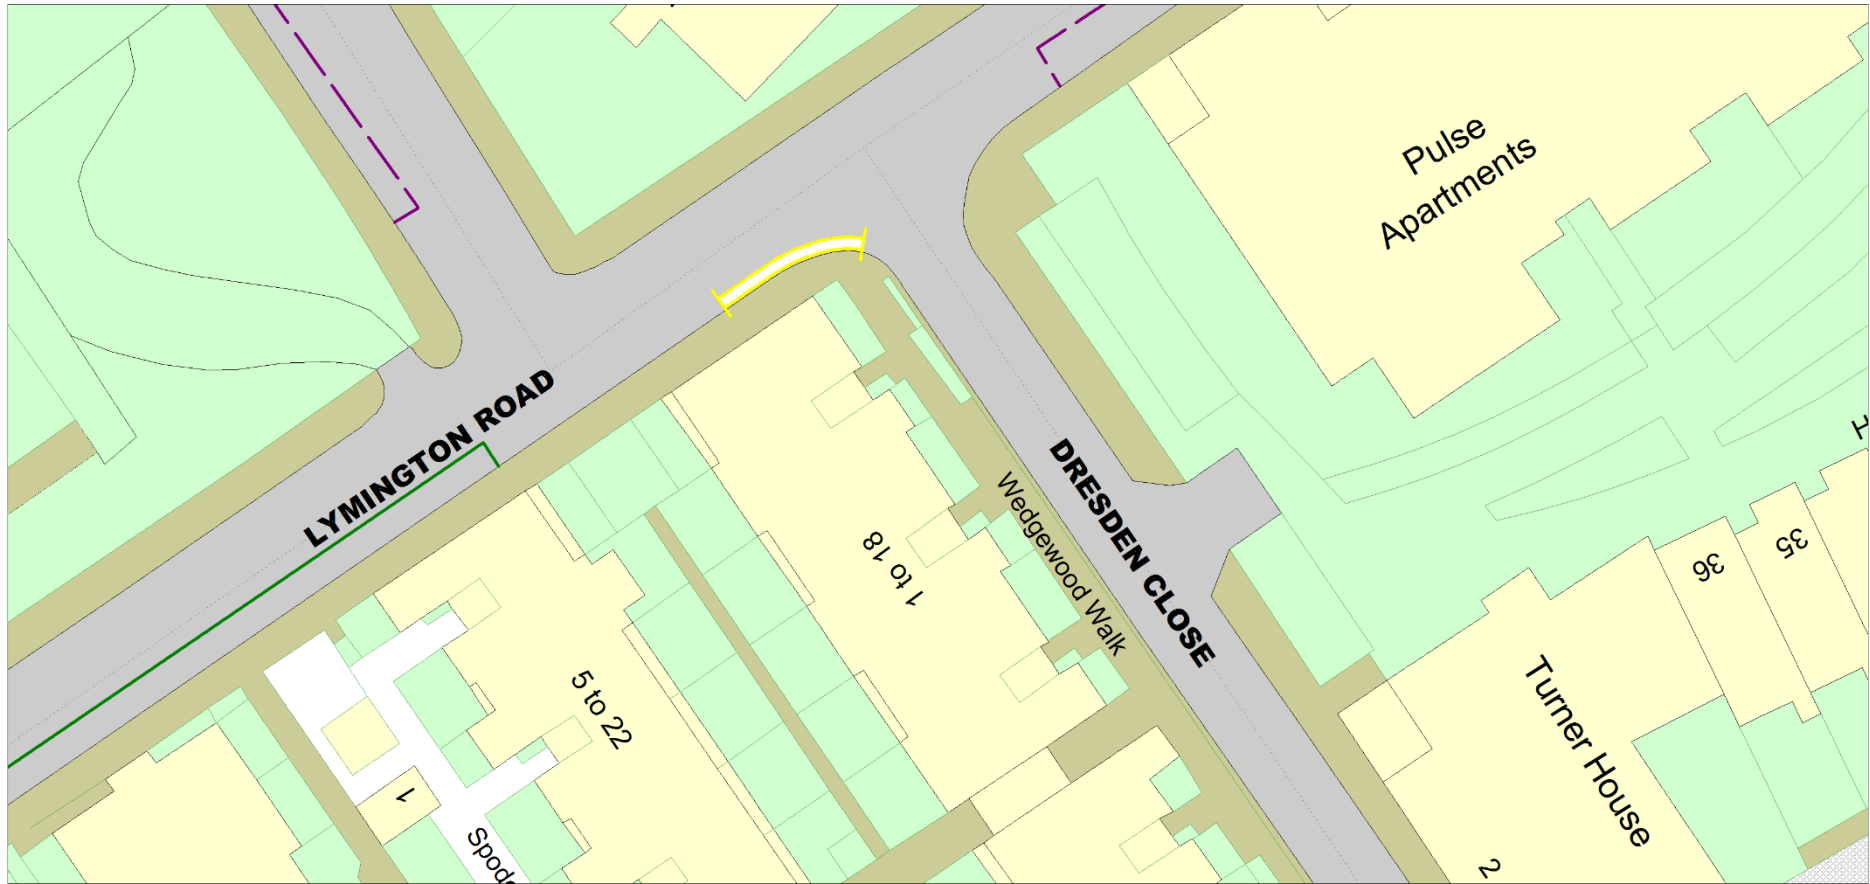 Pulse
Apartments
LYMINGTON ROAD
DRESDEN CLOSE
Wedgewood Walk
1 to 18
36
35
5 to 22
Turner House
1
2